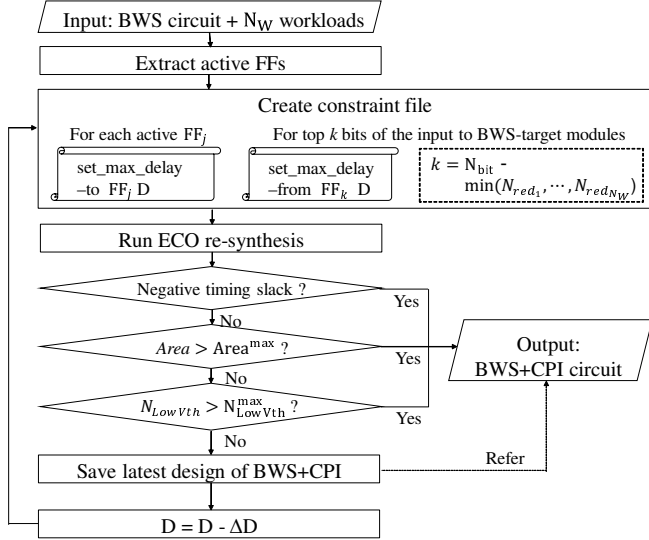 Input: BWS circuit + N_W workloads
Extract active FFs
Create constraint file
For each active FF_j
set_max_delay
–to FF_j D
For top k bits of the input to BWS-target modules
set_max_delay
–from FF_k D
k = N_bit -
min(N_red_1, ⋯, N_red_N_W)
Run ECO re-synthesis
Negative timing slack ?
Yes
No
Area > Area^max ?
Yes
No
N_LowVth > N_LowVth^max ?
Yes
No
Output:
BWS+CPI circuit
Save latest design of BWS+CPI
Refer
D = D - ΔD